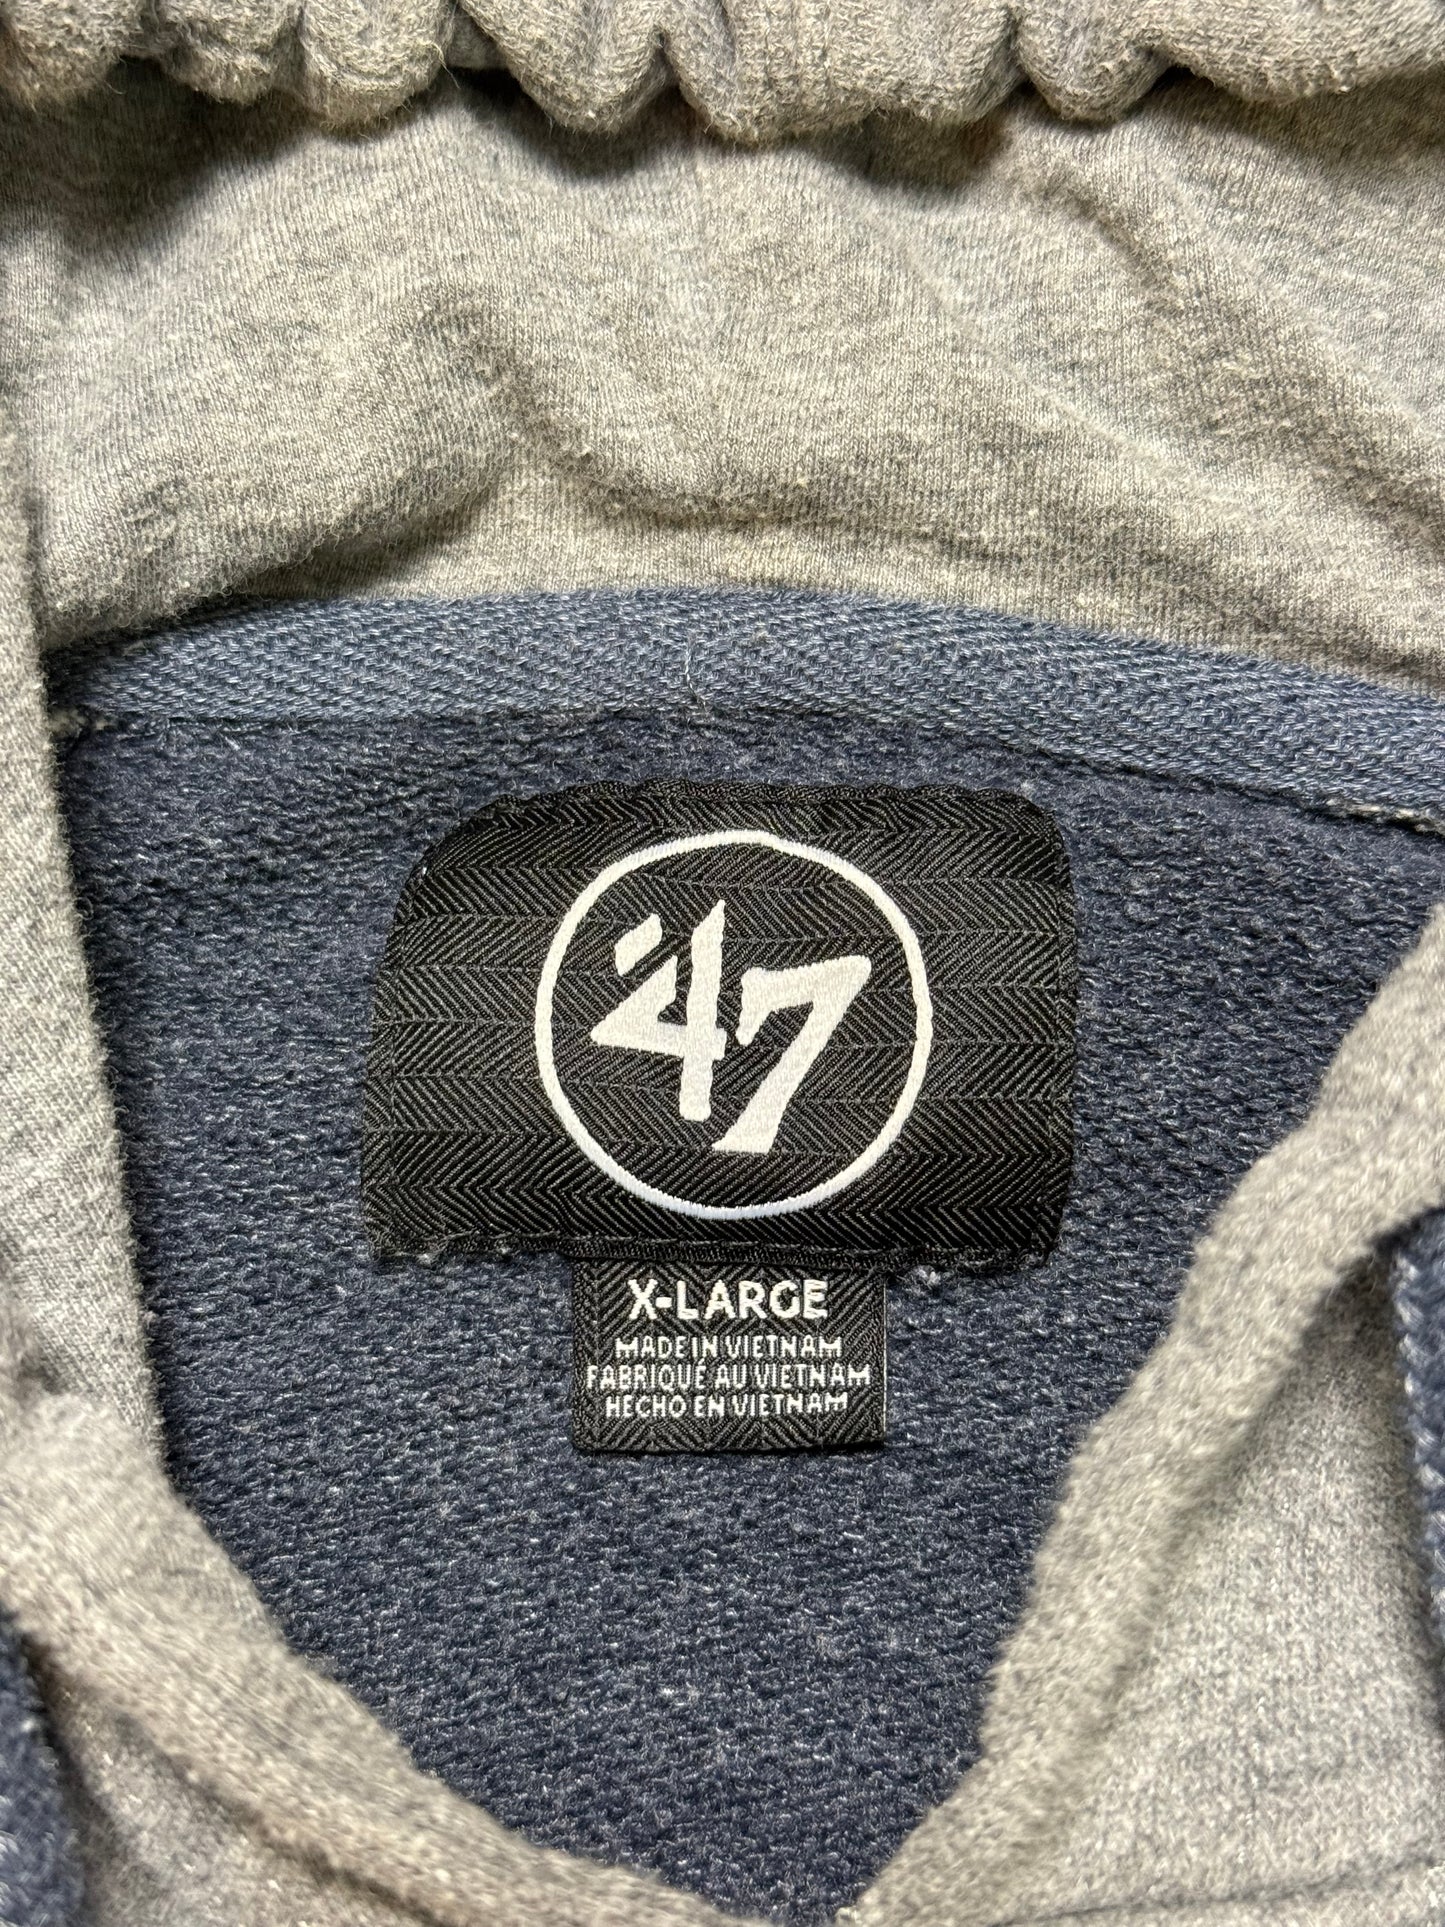 '47
X-LARGE
MADE IN VIETNAM
FABRIQUÉ AU VIETNAM
HECHO EN VIETNAM